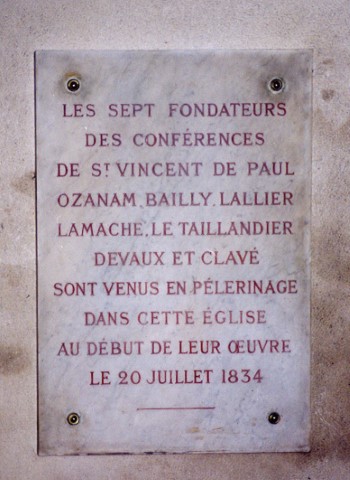 LES SEPT FONDATEURS
DES CONFÉRENCES
DE ST VINCENT DE PAUL
OZANAM, BAILLY, LALLIER
LAMACHE, LE TAILLANDIER
DEVAUX ET CLAVÉ
SONT VENUS EN PÉLERINAGE
DANS CETTE ÉGLISE
AU DÉBUT DE LEUR ŒUVRE
LE 20 JUILLET 1834